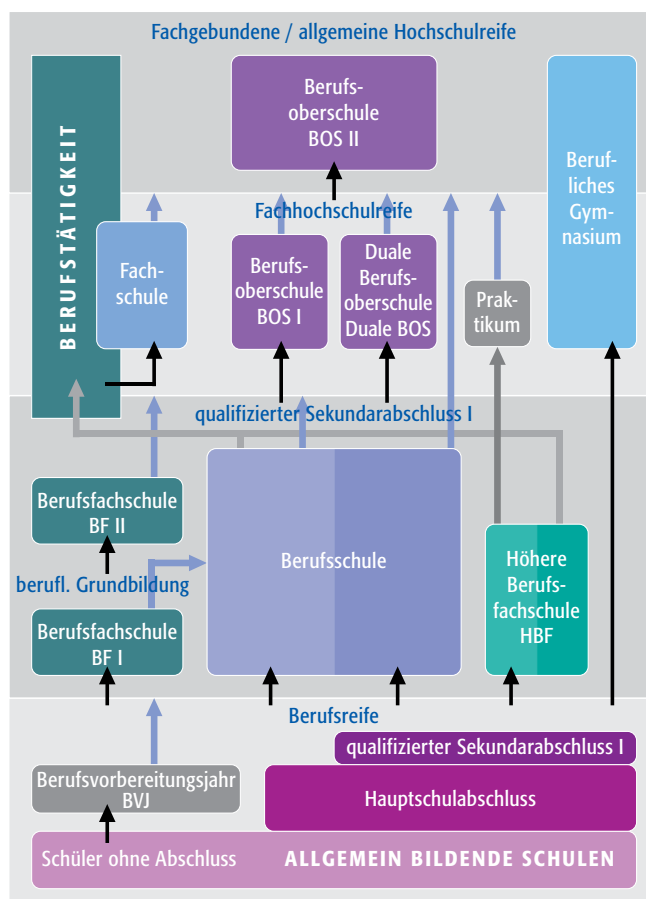 Fachgebundene / allgemeine Hochschulreife
BERUFSTÄTIGKEIT
Berufs-
oberschule
BOS II
Beruf-
liches
Gym-
nasium
Fachhochschulreife
Fach-
schule
Berufs-
oberschule
BOS I
Duale
Berufs-
oberschule
Duale BOS
Prak-
tikum
qualifizierter Sekundarabschluss I
Berufsfachschule
BF II
Berufsschule
Höhere
Berufs-
fachschule
HBF
berufl. Grundbildung
Berufsfachschule
BF I
Berufsreife
qualifizierter Sekundarabschluss I
Berufsvorbereitungsjahr
BVJ
Hauptschulabschluss
Schüler ohne Abschluss
ALLGEMEIN BILDENDE SCHULEN